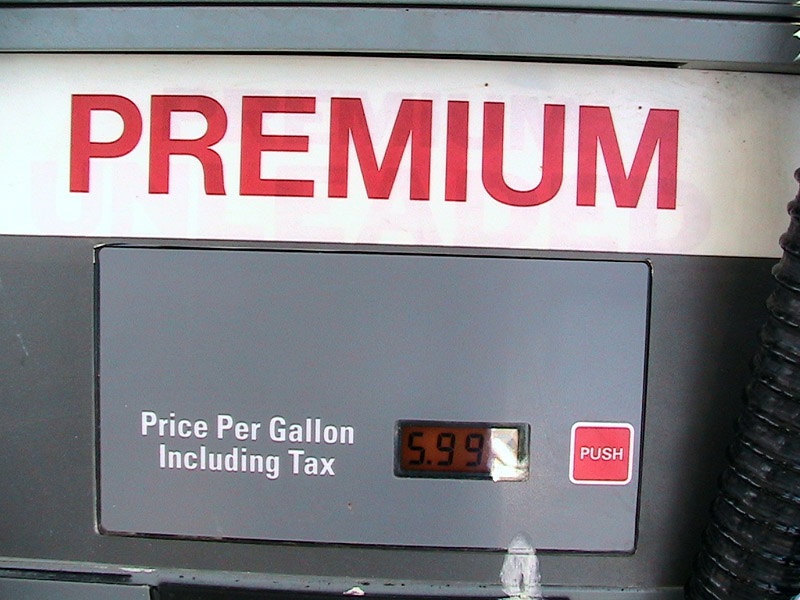 PREMIUM
Price Per Gallon
Including Tax
5.99
PUSH